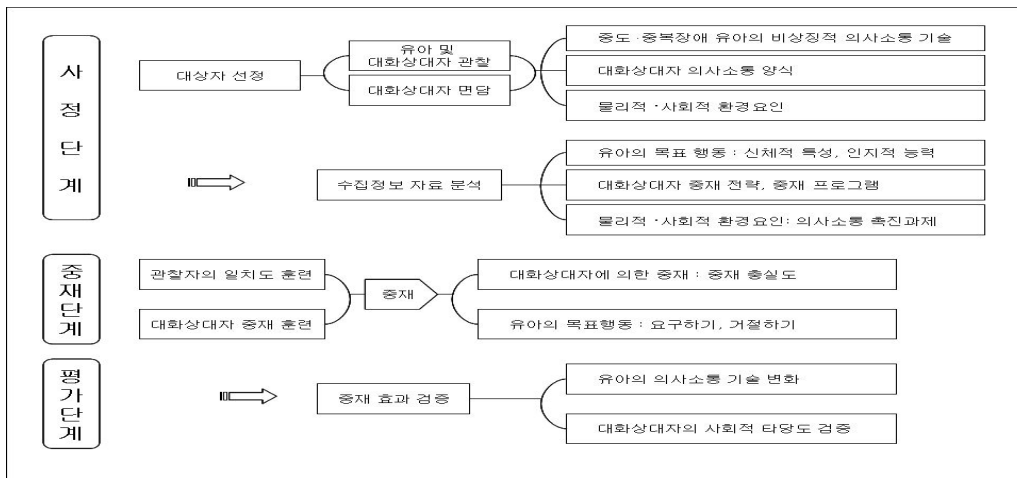 사정단계
대상자 선정
유아 및
대화상대자 관찰
대화상대자 면담
중도·중복장애 유아의 비상징적 의사소통 기술
대화상대자 의사소통 양식
물리적·사회적 환경요인
수집정보 자료 분석
유아의 목표 행동 : 신체적 특성, 인지적 능력
대화상대자 중재 전략, 중재 프로그램
물리적·사회적 환경요인: 의사소통 촉진과제
중재단계
관찰자의 일치도 훈련
대화상대자 중재 훈련
중재
대화상대자에 의한 중재 : 중재 충실도
유아의 목표행동 : 요구하기, 거절하기
평가단계
중재 효과 검증
유아의 의사소통 기술 변화
대화상대자의 사회적 타당도 검증